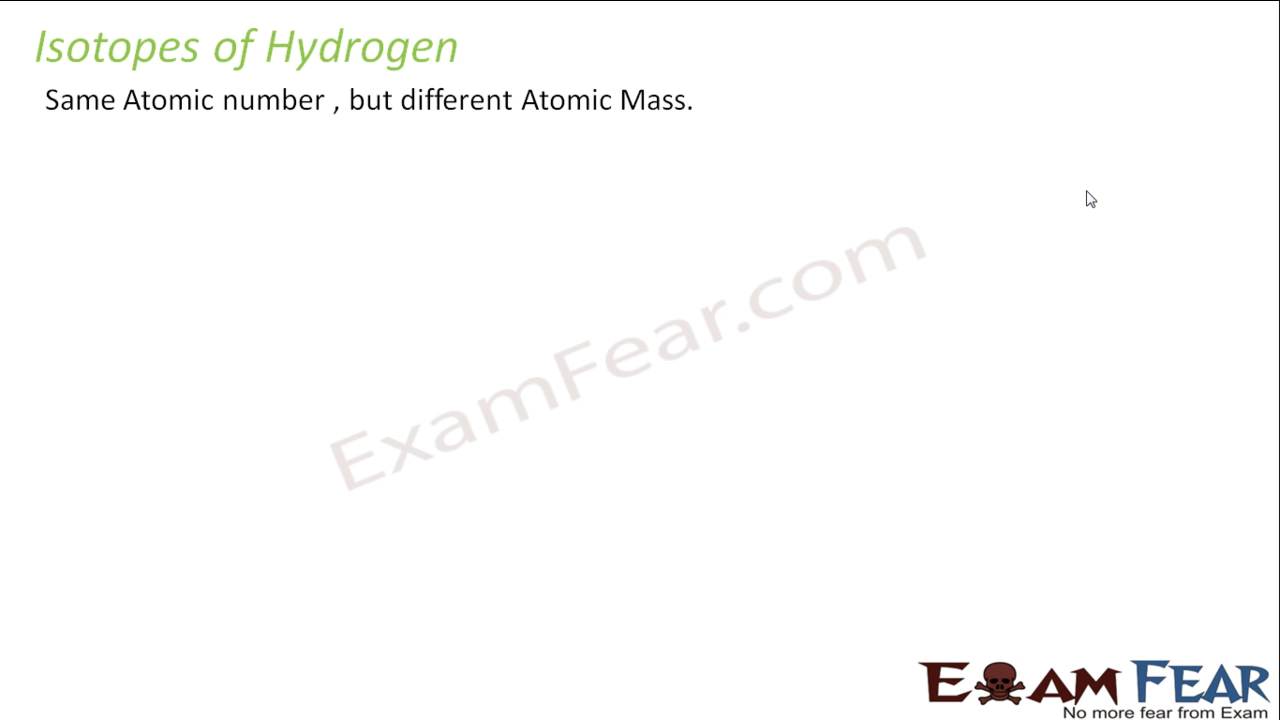 Isotopes of Hydrogen
Same Atomic number , but different Atomic Mass.
ExamFear.com
EXAM FEAR
No more fear from Exam